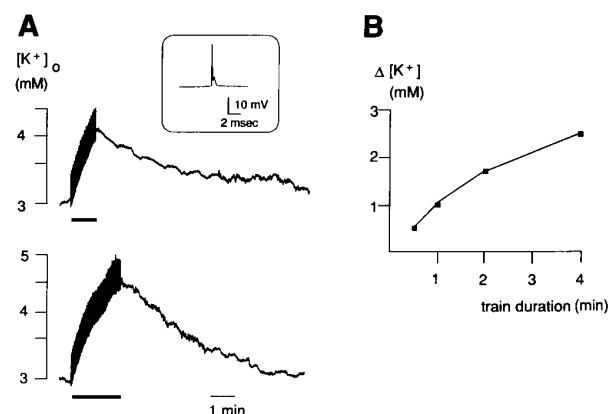 A
[K+]o
(mM)
4
3
10 mV
2 msec
5
4
3
1 min
B
Δ [K+]
(mM)
3
2
1
1 2 3 4
train duration (min)